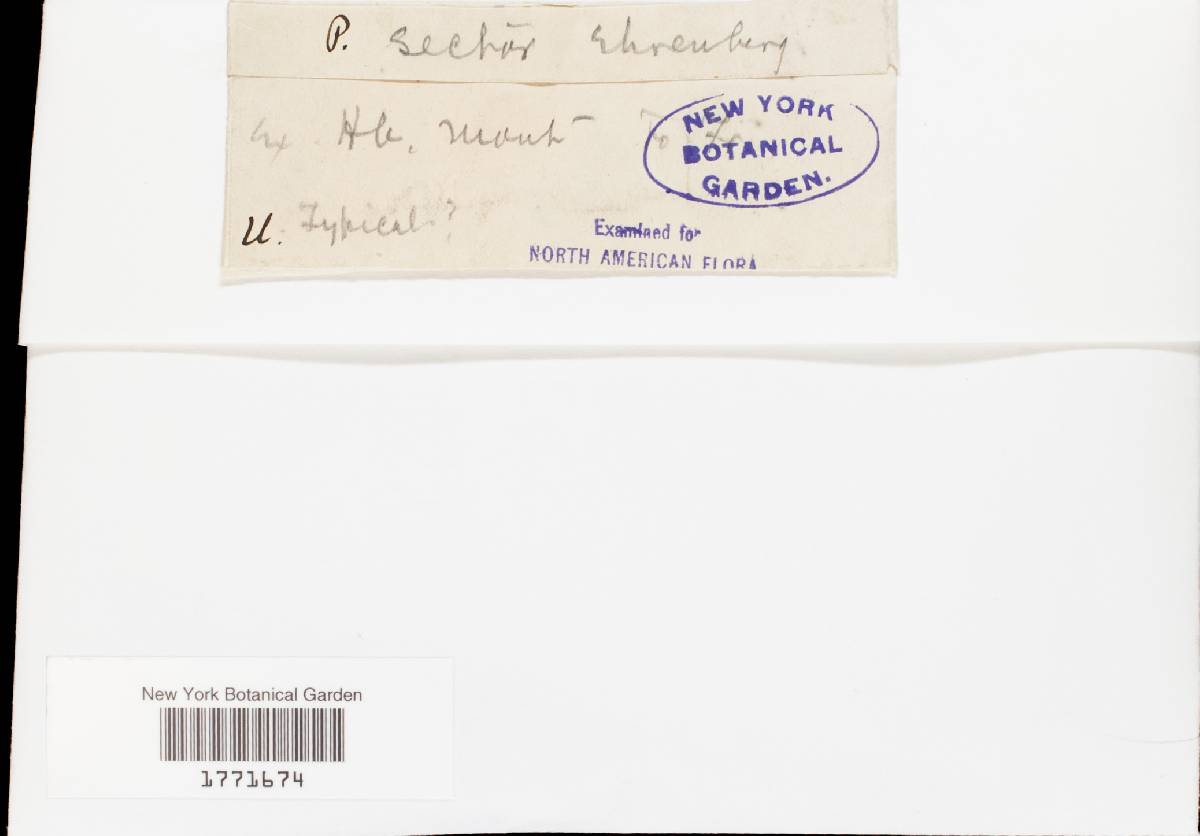 P. Sector Ehrenberg
ex Hb. Mont
NEW YORK
BOTANICAL
GARDEN.
U. Typical?
Examined for
NORTH AMERICAN FLORA
New York Botanical Garden
1771674